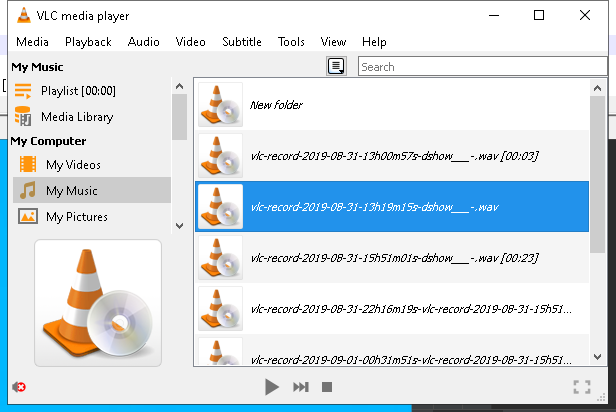 VLC media player
Media Playback Audio Video Subtitle Tools View Help
My Music
Search
Playlist [00:00]
Media Library
My Computer
My Videos
My Music
My Pictures
New folder
vlc-record-2019-08-31-13h00m57s-dshow___-.wav [00:03]
vlc-record-2019-08-31-13h19m15s-dshow___-.wav
vlc-record-2019-08-31-15h51m01s-dshow___-.wav [00:23]
vlc-record-2019-08-31-22h16m19s-vlc-record-2019-08-31-15h51...
vlc-record-2019-09-01-00h31m51s-vlc-record-2019-08-31-15h51...